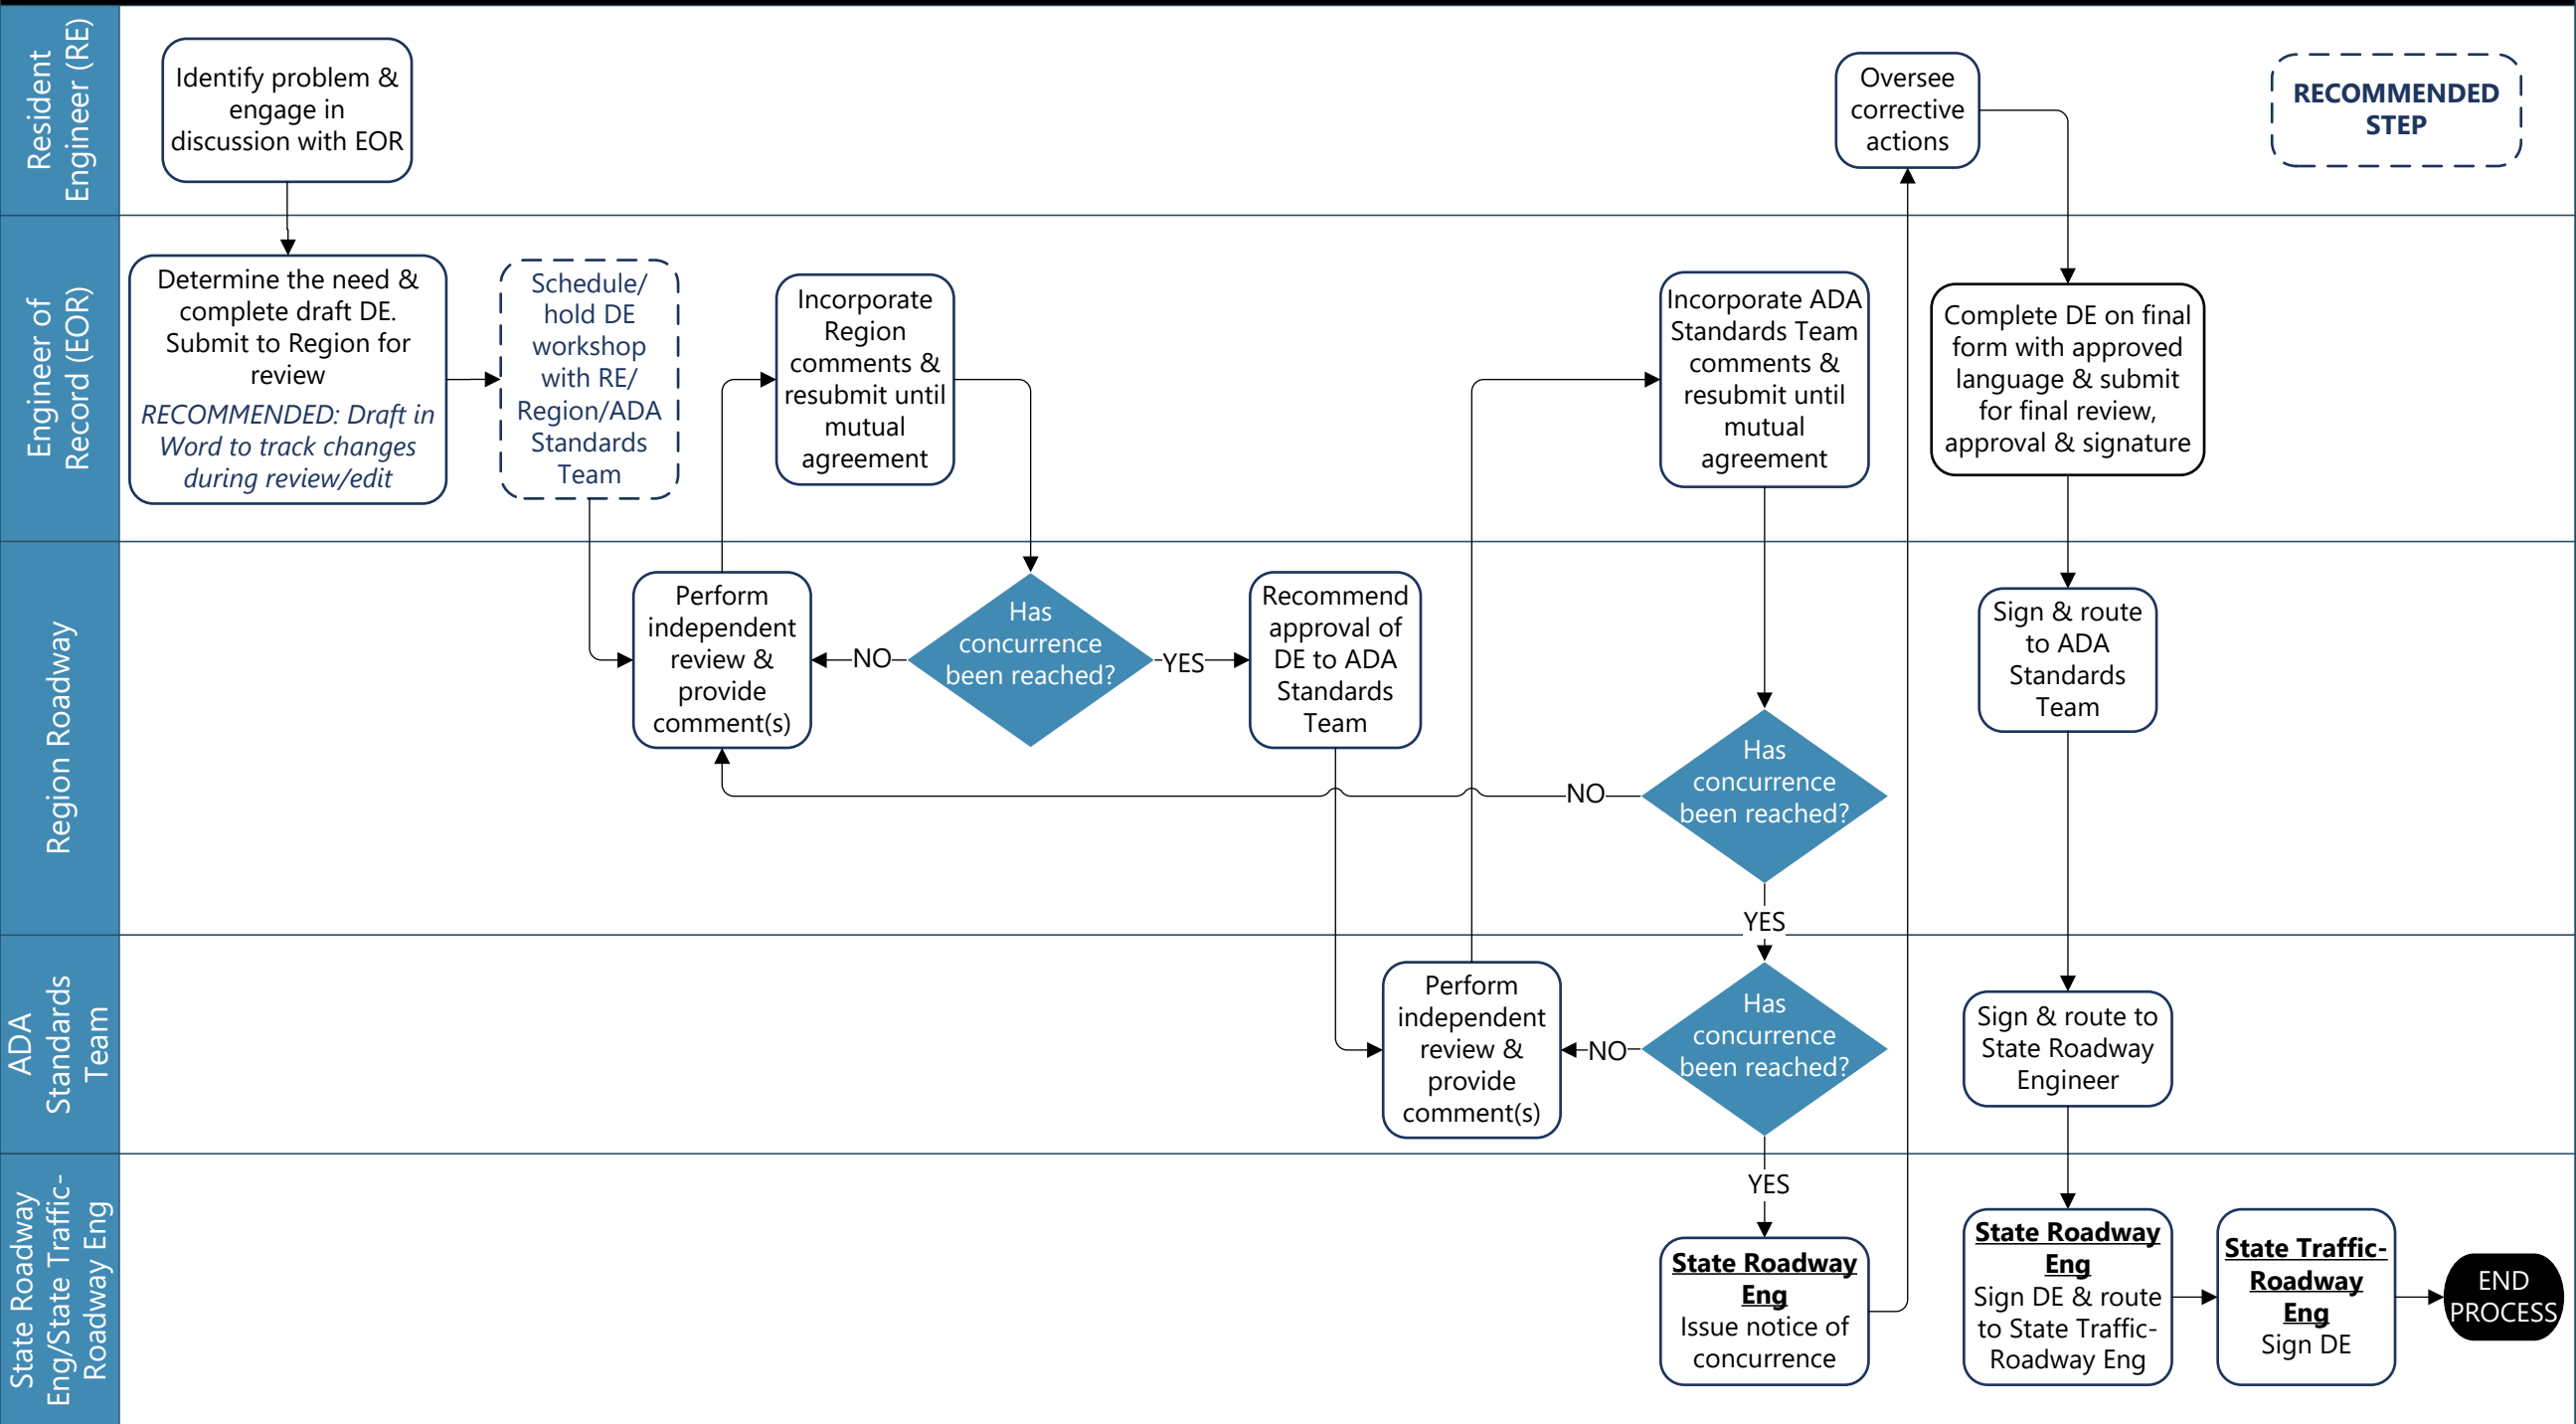 Resident
Engineer (RE)
Identify problem &
engage in
discussion with EOR
Oversee
corrective
actions
RECOMMENDED
STEP
Engineer of
Record (EOR)
Determine the need &
complete draft DE.
Submit to Region for
review
RECOMMENDED: Draft in
Word to track changes
during review/edit
Schedule/
hold DE
workshop
with RE/
Region/ADA
Standards
Team
Incorporate
Region
comments &
resubmit until
mutual
agreement
Incorporate ADA
Standards Team
comments &
resubmit until
mutual
agreement
Complete DE on final
form with approved
language & submit
for final review,
approval & signature
Region Roadway
Perform
independent
review &
provide
comment(s)
NO
Has
concurrence
been reached?
YES
Recommend
approval of
DE to ADA
Standards
Team
NO
Has
concurrence
been reached?
YES
Sign & route
to ADA
Standards
Team
ADA
Standards
Team
Perform
independent
review &
provide
comment(s)
NO
Has
concurrence
been reached?
YES
Sign & route to
State Roadway
Engineer
State Roadway
Eng/State Traffic-
Roadway Eng
State Roadway
Eng
Issue notice of
concurrence
State Roadway
Eng
Sign DE & route
to State Traffic-
Roadway Eng
State Traffic-
Roadway
Eng
Sign DE
END
PROCESS